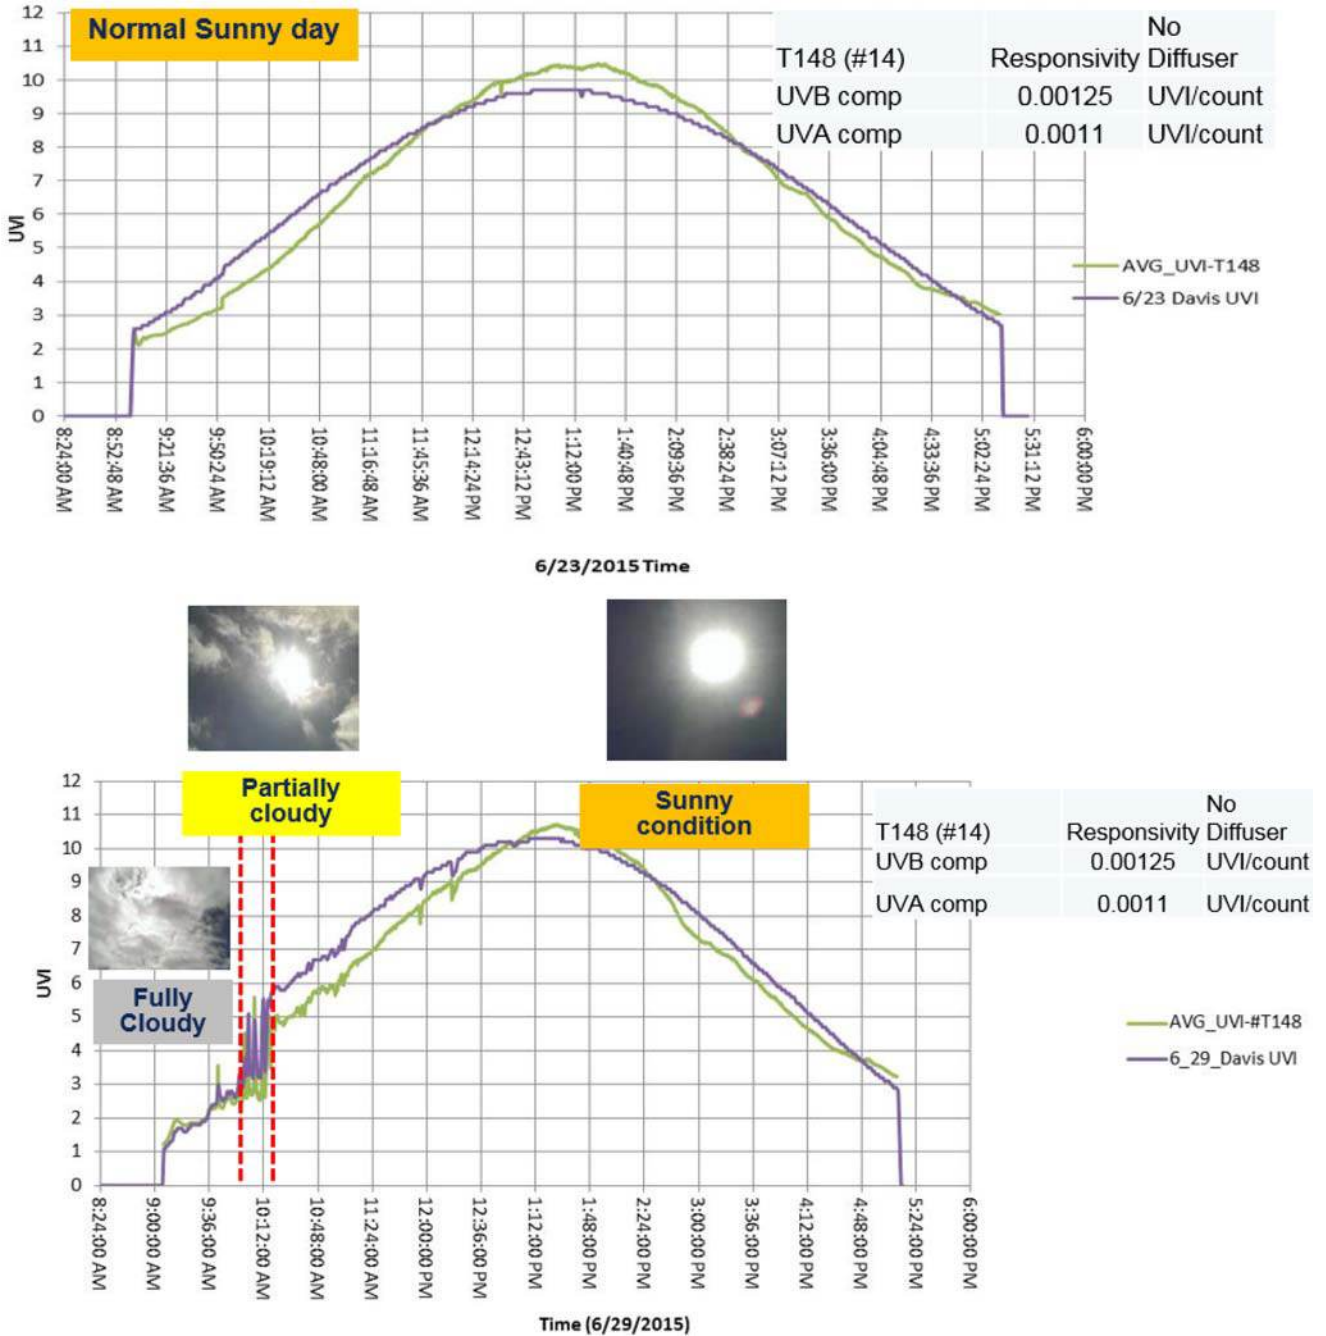 Normal Sunny day
T148 (#14) Responsivity No Diffuser
UVB comp 0.00125 UVI/count
UVA comp 0.0011 UVI/count
12
11
10
9
8
7
6
5
4
3
2
1
0
UVI
AVG_UVI-T148
6/23 Davis UVI
8:24:00 AM
8:52:48 AM
9:21:36 AM
9:50:24 AM
10:19:12 AM
10:48:00 AM
11:16:48 AM
11:45:36 AM
12:14:24 PM
12:43:12 PM
1:12:00 PM
1:40:48 PM
2:09:36 PM
2:38:24 PM
3:07:12 PM
3:36:00 PM
4:04:48 PM
4:33:36 PM
5:02:24 PM
5:31:12 PM
6:00:00 PM
6/23/2015 Time
Partially
cloudy
Sunny
condition
Fully
Cloudy
T148 (#14) Responsivity No Diffuser
UVB comp 0.00125 UVI/count
UVA comp 0.0011 UVI/count
12
11
10
9
8
7
6
5
4
3
2
1
0
UVI
AVG_UVI-#T148
6_29_Davis UVI
8:24:00 AM
9:00:00 AM
9:36:00 AM
10:12:00 AM
10:48:00 AM
11:24:00 AM
12:00:00 PM
12:36:00 PM
1:12:00 PM
1:48:00 PM
2:24:00 PM
3:00:00 PM
3:36:00 PM
4:12:00 PM
4:48:00 PM
5:24:00 PM
6:00:00 PM
Time (6/29/2015)